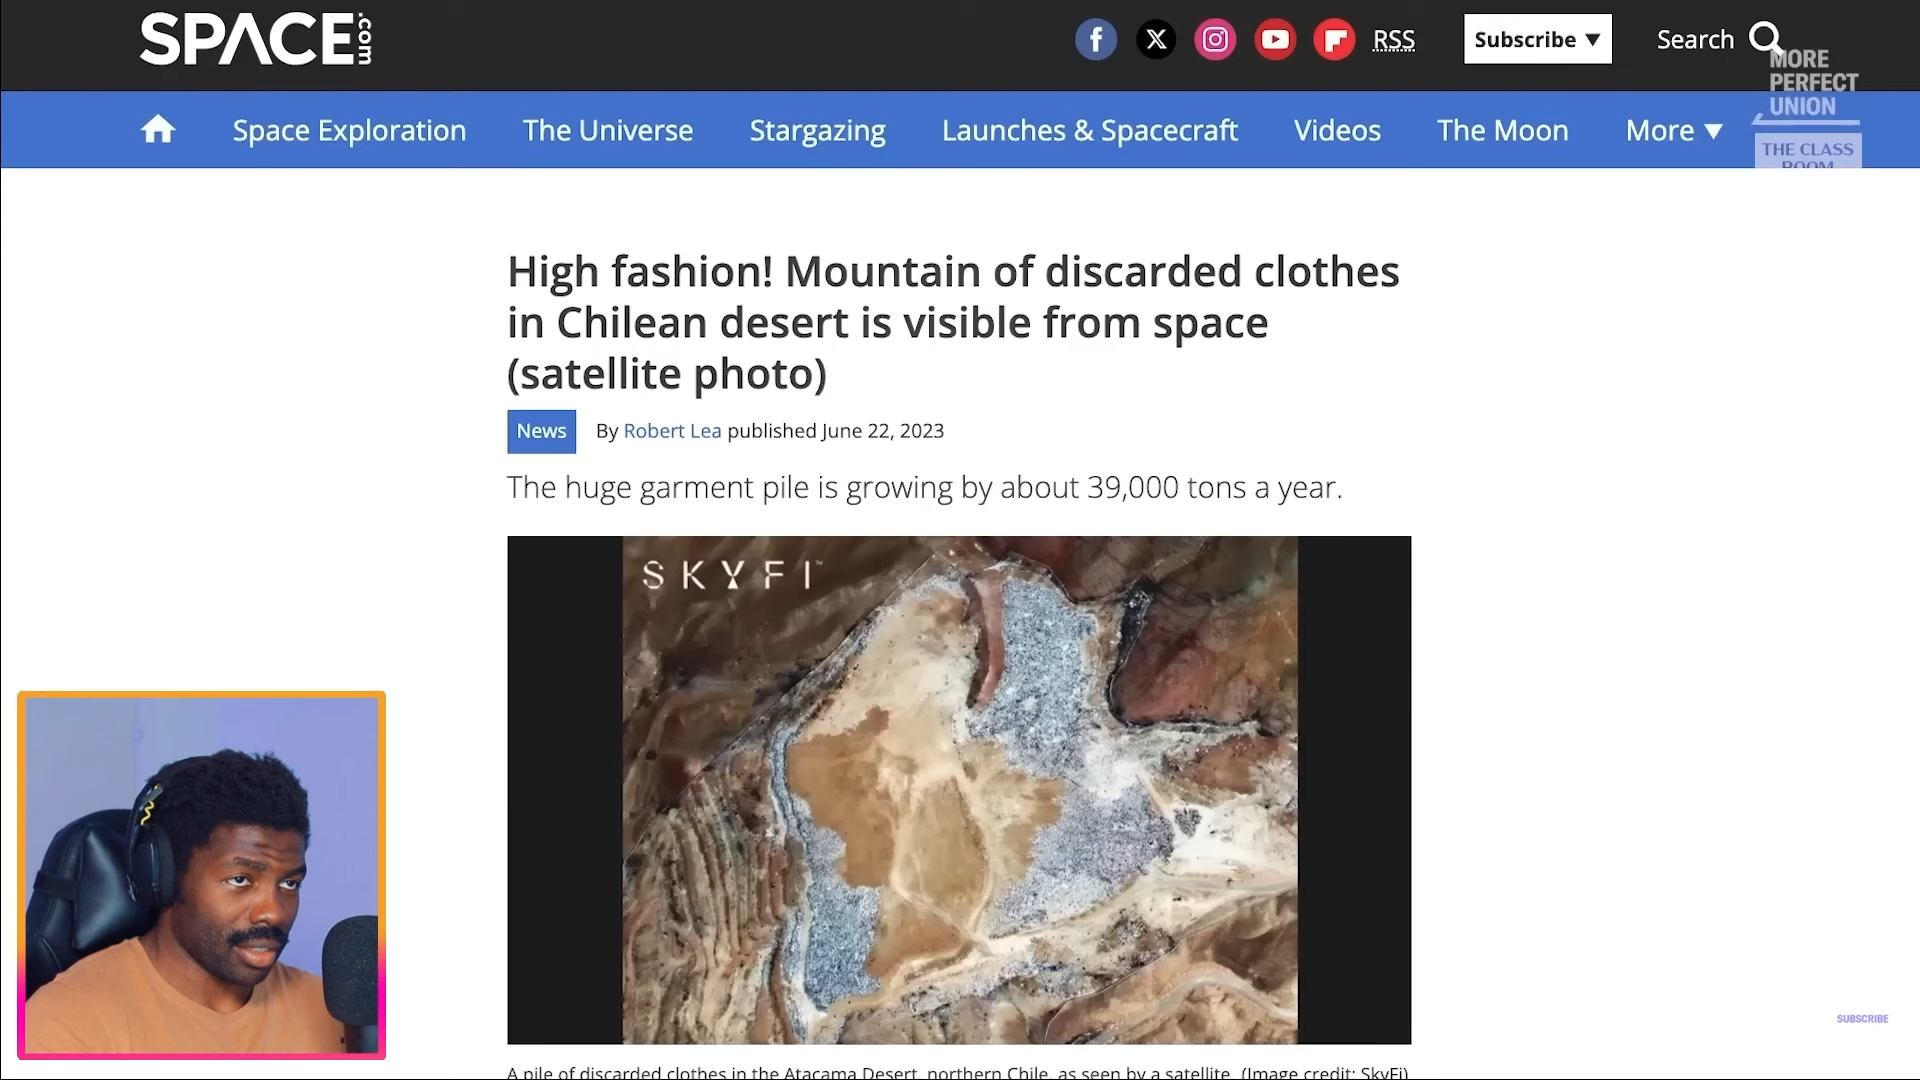 SPACE.com
RSS
Subscribe ▼
Search
MORE
PERFECT
UNION
THE CLASS
ROOM
Space Exploration
The Universe
Stargazing
Launches & Spacecraft
Videos
The Moon
More ▼
High fashion! Mountain of discarded clothes
in Chilean desert is visible from space
(satellite photo)
News
By Robert Lea published June 22, 2023
The huge garment pile is growing by about 39,000 tons a year.
SKYFI™
SUBSCRIBE
A pile of discarded clothes in the Atacama Desert, northern Chile, as seen by a satellite. (Image credit: SkyFi)